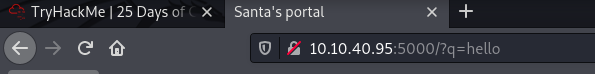 TryHackMe | 25 Days of C
Santa's portal
10.10.40.95:5000/?q=hello